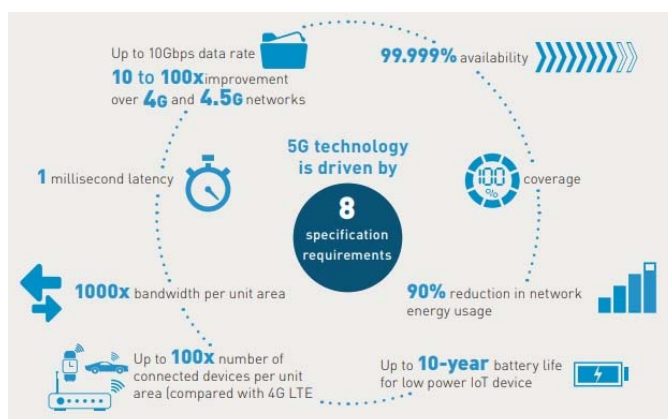 Up to 10Gbps data rate
10 to 100x improvement
over 4G and 4.5G networks
99.999% availability
5G technology
is driven by
8
specification
requirements
1 millisecond latency
100
%
coverage
1000x bandwidth per unit area
90% reduction in network
energy usage
Up to 100x number of
connected devices per unit
area (compared with 4G LTE
Up to 10-year battery life
for low power IoT device